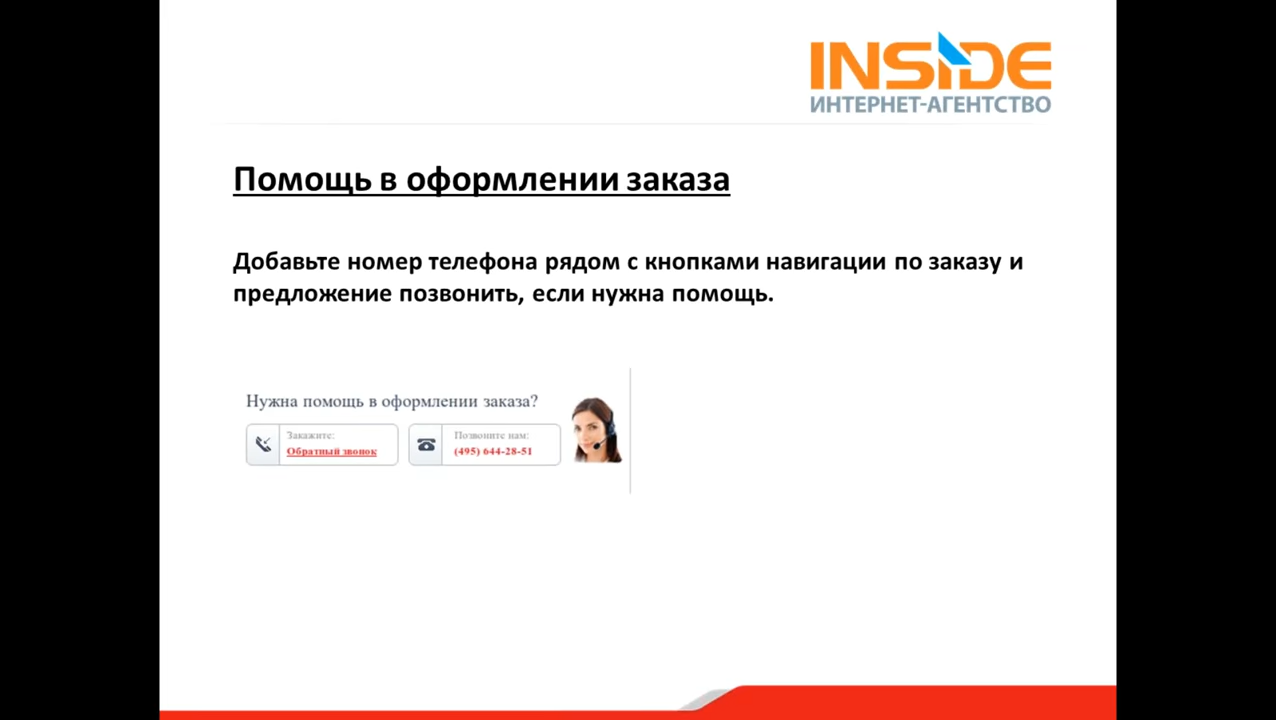 INSIDE
ИНТЕРНЕТ-АГЕНТСТВО
Помощь в оформлении заказа
Добавьте номер телефона рядом с кнопками навигации по заказу и
предложение позвонить, если нужна помощь.
Нужна помощь в оформлении заказа?
Закажите:
Обратный звонок
Позвоните нам:
(495) 644-28-51